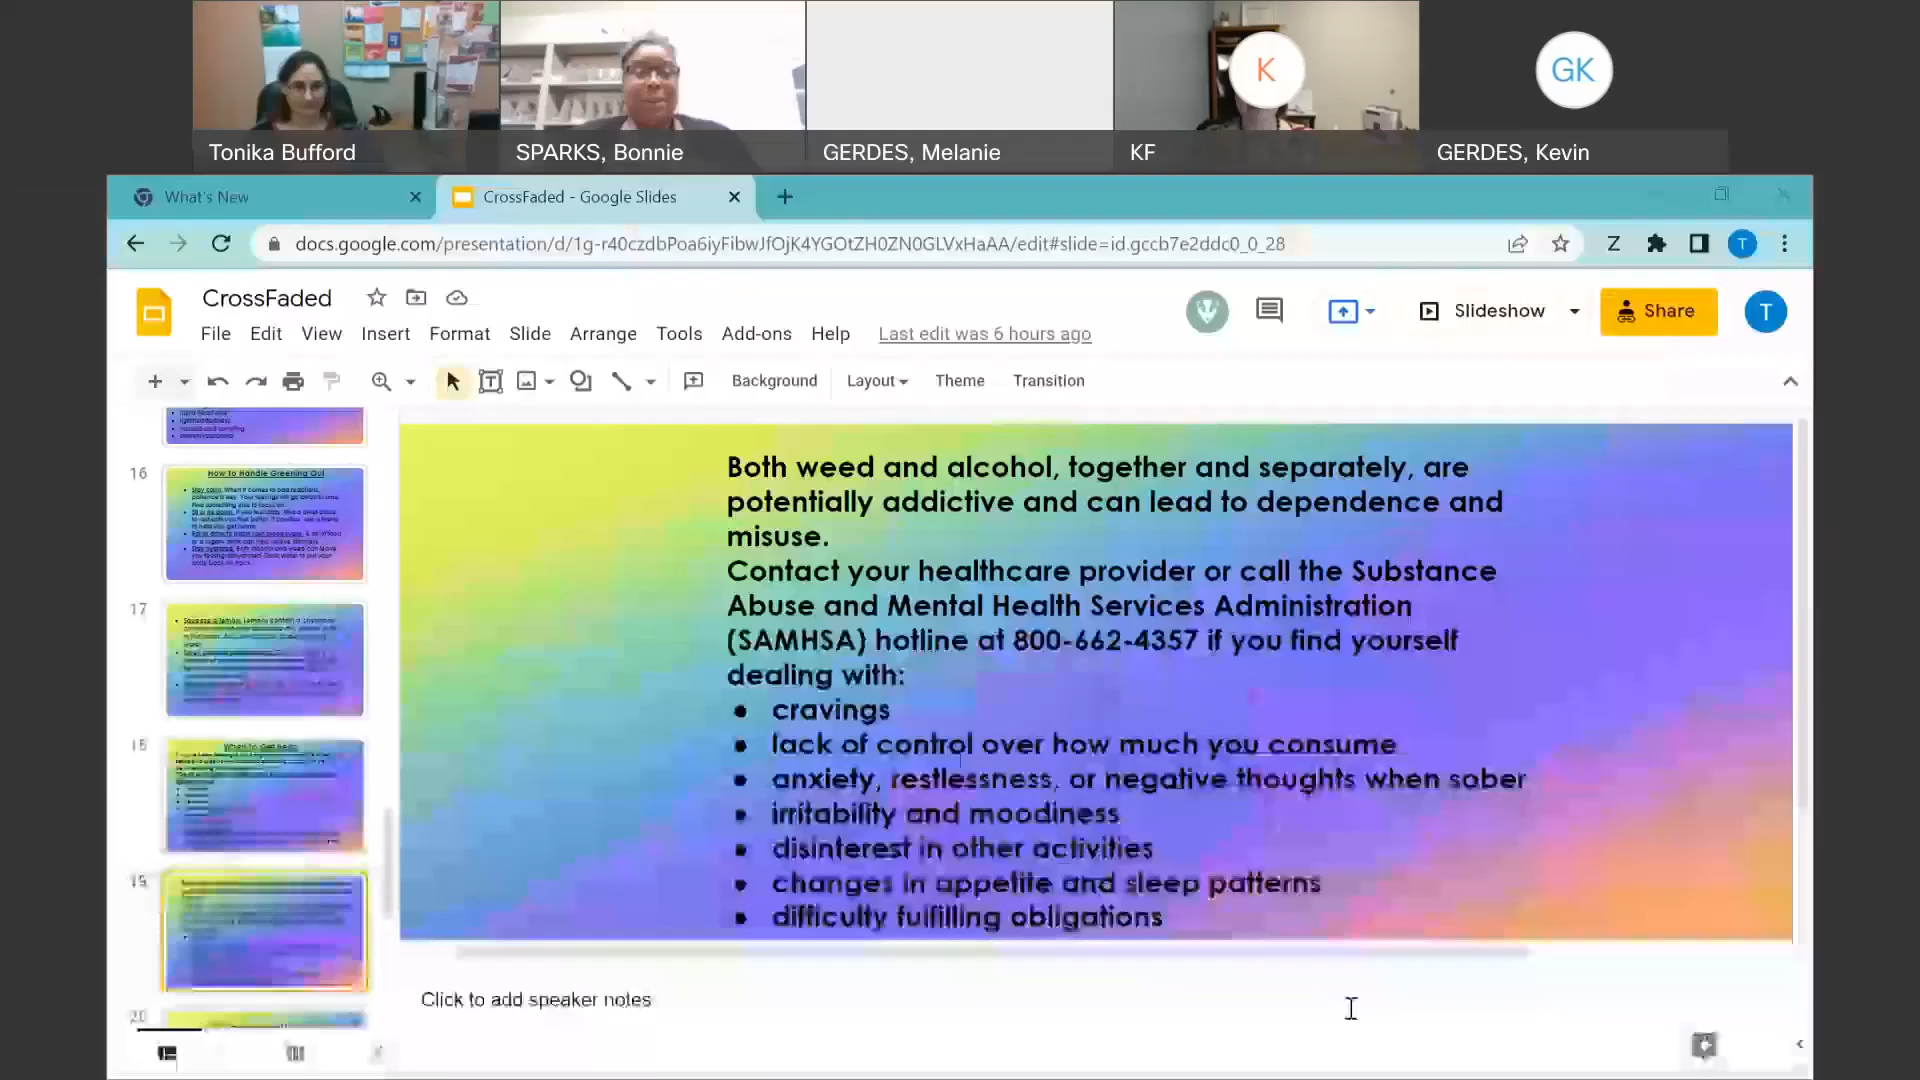 K
GK
Tonika Bufford
SPARKS, Bonnie
GERDES, Melanie
KF
GERDES, Kevin
What's New
CrossFaded - Google Slides
docs.google.com/presentation/d/1g-r40czdbPoa6iyFibwJfOjK4YGOtZH0ZN0GLVxHaAA/edit#slide=id.gccb7e2ddc0_0_28
Z
T
CrossFaded
File Edit View Insert Format Slide Arrange Tools Add-ons Help Last edit was 6 hours ago
Slideshow
Share
T
Background Layout Theme Transition
16
How To Handle Greening Out
17
18
When To Get Help
19
20
Both weed and alcohol, together and separately, are
potentially addictive and can lead to dependence and
misuse.
Contact your healthcare provider or call the Substance
Abuse and Mental Health Services Administration
(SAMHSA) hotline at 800-662-4357 if you find yourself
dealing with:
● cravings
● lack of control over how much you consume
● anxiety, restlessness, or negative thoughts when sober
● irritability and moodiness
● disinterest in other activities
● changes in appetite and sleep patterns
● difficulty fulfilling obligations
Click to add speaker notes